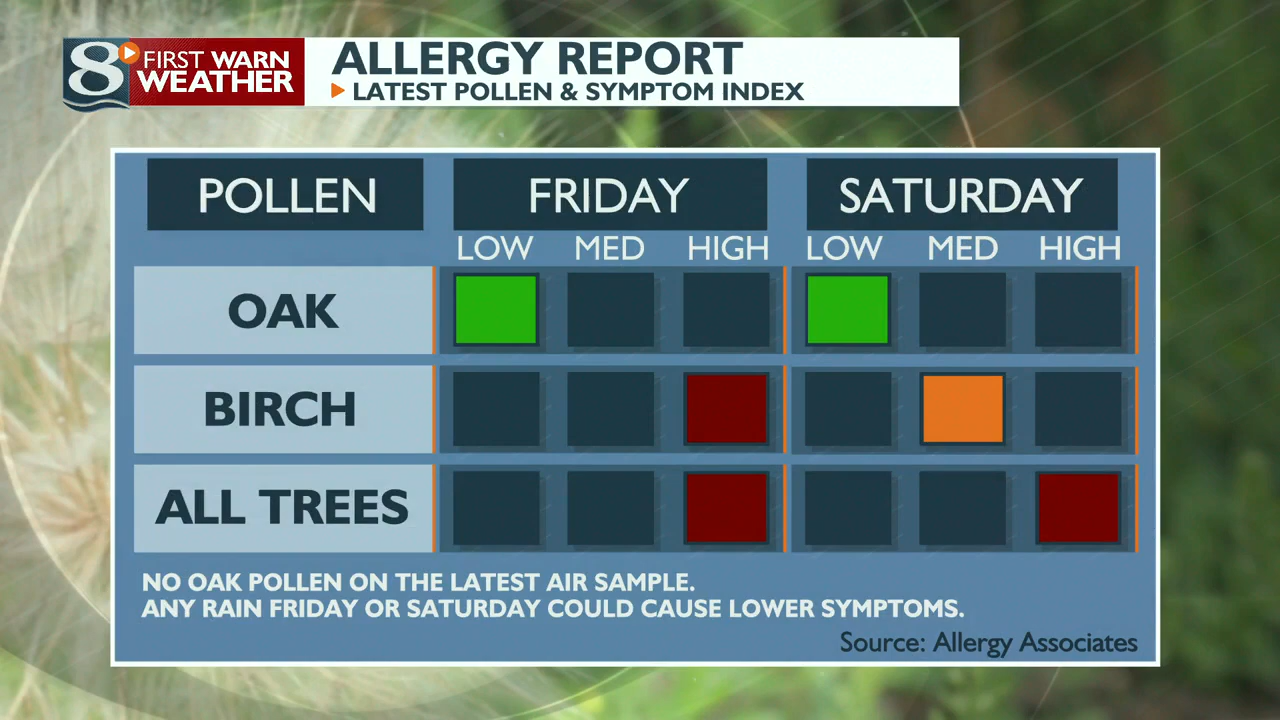 8 FIRST WARN
WEATHER
ALLERGY REPORT
LATEST POLLEN & SYMPTOM INDEX
POLLEN FRIDAY SATURDAY
LOW MED HIGH LOW MED HIGH
OAK
BIRCH
ALL TREES
NO OAK POLLEN ON THE LATEST AIR SAMPLE.
ANY RAIN FRIDAY OR SATURDAY COULD CAUSE LOWER SYMPTOMS.
Source: Allergy Associates